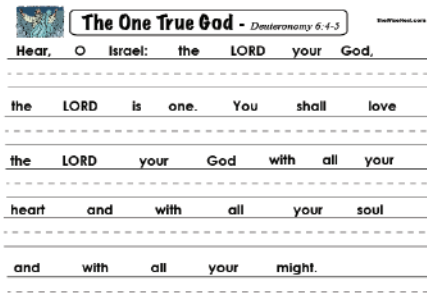 The One True God - Deuteronomy 6:4-5
Hear, O Israel: the LORD your God,
the LORD is one. You shall love
the LORD your God with all your
heart and with all your soul
and with all your might.